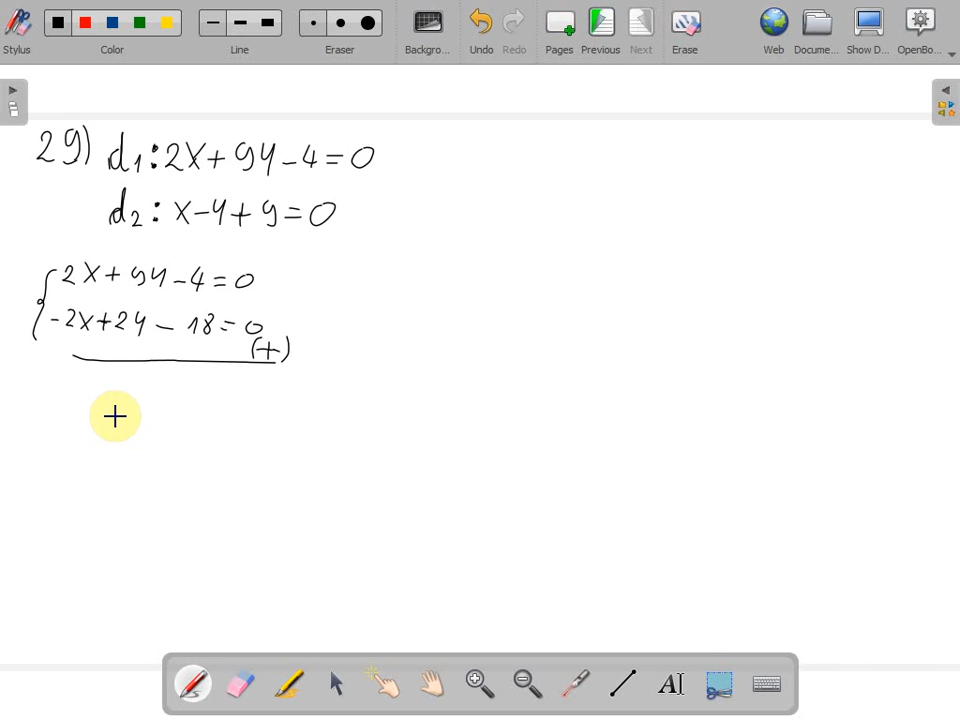 Stylus Color Line Eraser Backgro... Undo Redo Pages Previous Next Erase Web Docume... Show D... OpenBo...
29) d1: 2x + 9y - 4 = 0
d2: x - y + 9 = 0
2x + 9y - 4 = 0
-2x + 2y - 18 = 0
(+)
AI